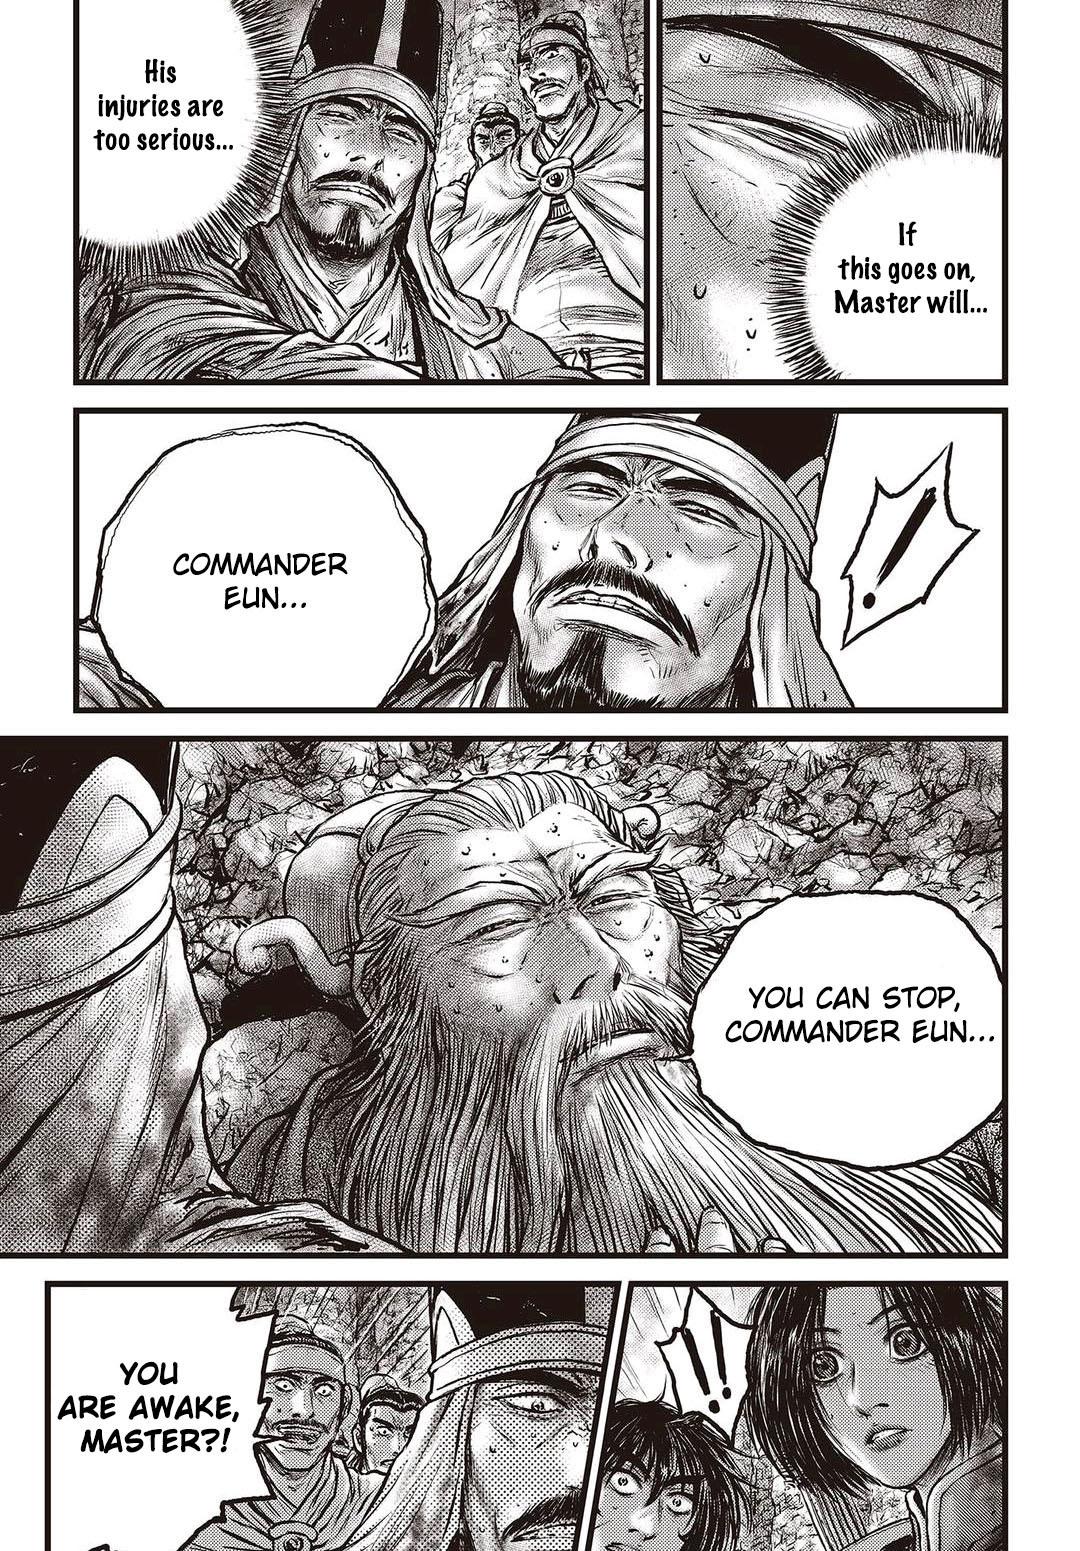 His
injuries are
too serious...
If
this goes on,
Master will...
COMMANDER
EUN...
!
YOU CAN STOP,
COMMANDER EUN...
YOU
ARE AWAKE,
MASTER?!
!!